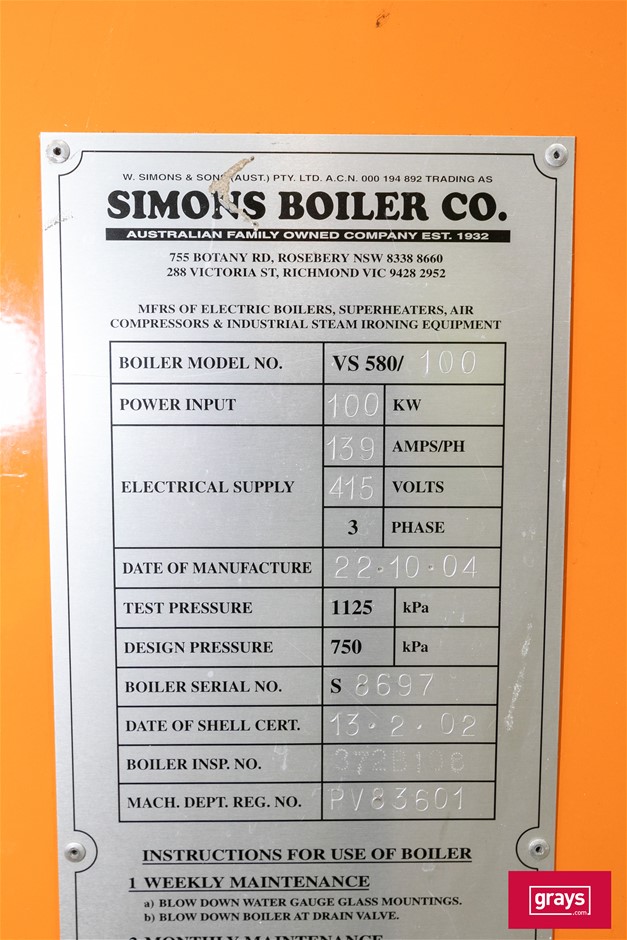 W. SIMONS & SONS (AUST.) PTY. LTD. A.C.N. 000 194 892 TRADING AS
SIMONS BOILER CO.
AUSTRALIAN FAMILY OWNED COMPANY EST. 1932
755 BOTANY RD, ROSEBERY NSW 8338 8660
288 VICTORIA ST, RICHMOND VIC 9428 2952
MFRS OF ELECTRIC BOILERS, SUPERHEATERS, AIR
COMPRESSORS & INDUSTRIAL STEAM IRONING EQUIPMENT
BOILER MODEL NO. VS 580/ 100
POWER INPUT 100 KW
139 AMPS/PH
ELECTRICAL SUPPLY 415 VOLTS
3 PHASE
DATE OF MANUFACTURE 22-10-04
TEST PRESSURE 1125 kPa
DESIGN PRESSURE 750 kPa
BOILER SERIAL NO. S 8697
DATE OF SHELL CERT. 13-2-02
BOILER INSP. NO.
MACH. DEPT. REG. NO. PV83601
INSTRUCTIONS FOR USE OF BOILER
1 WEEKLY MAINTENANCE
a) BLOW DOWN WATER GAUGE GLASS MOUNTINGS.
b) BLOW DOWN BOILER AT DRAIN VALVE.
2 MONTHLY MAINTENANCE
grays
.com